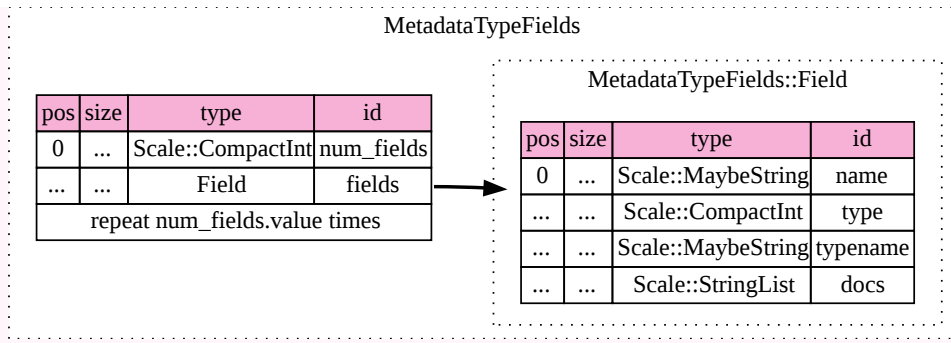 MetadataTypeFields
pos size type id
0 ... Scale::CompactInt num_fields
... ... Field fields
repeat num_fields.value times
MetadataTypeFields::Field
pos size type id
0 ... Scale::MaybeString name
... ... Scale::CompactInt type
... ... Scale::MaybeString typename
... ... Scale::StringList docs